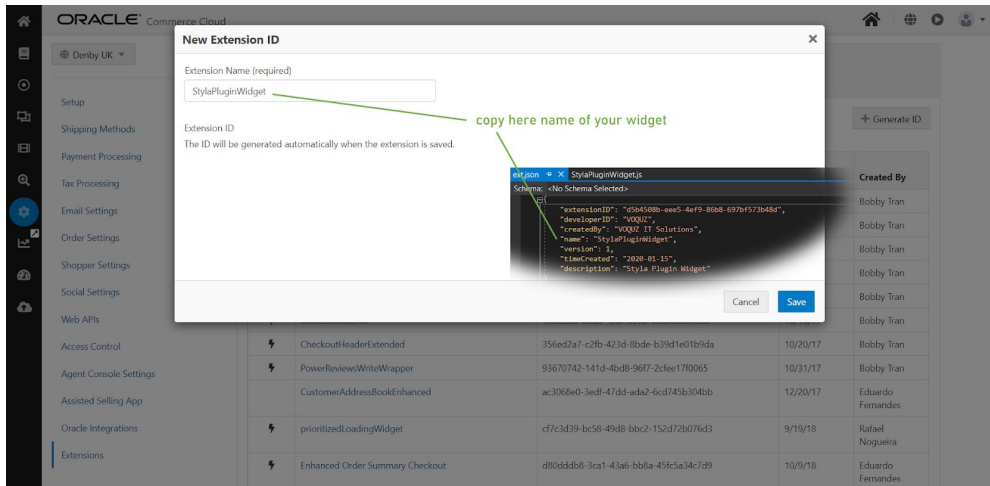 ORACLE Commerce Cloud
Denby UK
New Extension ID
Extension Name (required)
StylaPluginWidget
copy here name of your widget
Extension ID
The ID will be generated automatically when the extension is saved.
ext.json StylaPluginWidget.js
Schema: <No Schema Selected>
{
"extensionID": "d5b4508b-eee5-4ef9-86b8-697bf573b48d",
"developerID": "VOQUZ",
"createdBy": "VOQUZ IT Solutions",
"name": "StylaPluginWidget",
"version": 1,
"timeCreated": "2020-01-15",
"description": "Styla Plugin Widget"
Cancel Save
Setup
Shipping Methods
Payment Processing
Tax Processing
Email Settings
Order Settings
Shopper Settings
Social Settings
Web APIs
Access Control
Agent Console Settings
Assisted Selling App
Oracle Integrations
Extensions
+ Generate ID
Created By
Bobby Tran
Bobby Tran
Bobby Tran
Bobby Tran
Bobby Tran
Bobby Tran
CheckoutHeaderExtended 356ed2a7-c2fb-423d-8bde-b39d1e01b9da 10/20/17 Bobby Tran
PowerReviewsWriteWrapper 93670742-141d-4bd8-96f7-2cfee17f0065 10/31/17 Bobby Tran
CustomerAddressBookEnhanced ac3068e0-3edf-47dd-ada2-6cd745b304bb 12/20/17 Eduardo
Fernandes
prioritizedLoadingWidget cf7c3d39-bc58-49d8-bbc2-152d72b076d3 9/19/18 Rafael
Nogueira
Enhanced Order Summary Checkout d80dddb8-3ca1-43a6-bb8a-45fc5a34c7d9 10/9/18 Eduardo
Fernandes